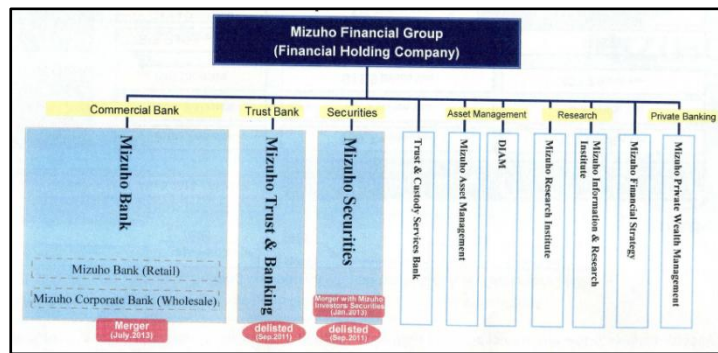 Mizuho Financial Group
(Financial Holding Company)
Commercial Bank
Trust Bank
Securities
Asset Management
Research
Private Banking
Mizuho Bank
Mizuho Bank (Retail)
Mizuho Corporate Bank (Wholesale)
Merger
(July.2013)
Mizuho Trust & Banking
delisted
(Sep.2011)
Mizuho Securities
Merger with Mizuho
Investors Securities
(Jan.2013)
delisted
(Sep.2011)
Trust & Custody Services Bank
Mizuho Asset Management
DIAM
Mizuho Research Institute
Mizuho Information & Research
Institute
Mizuho Financial Strategy
Mizuho Private Wealth Management